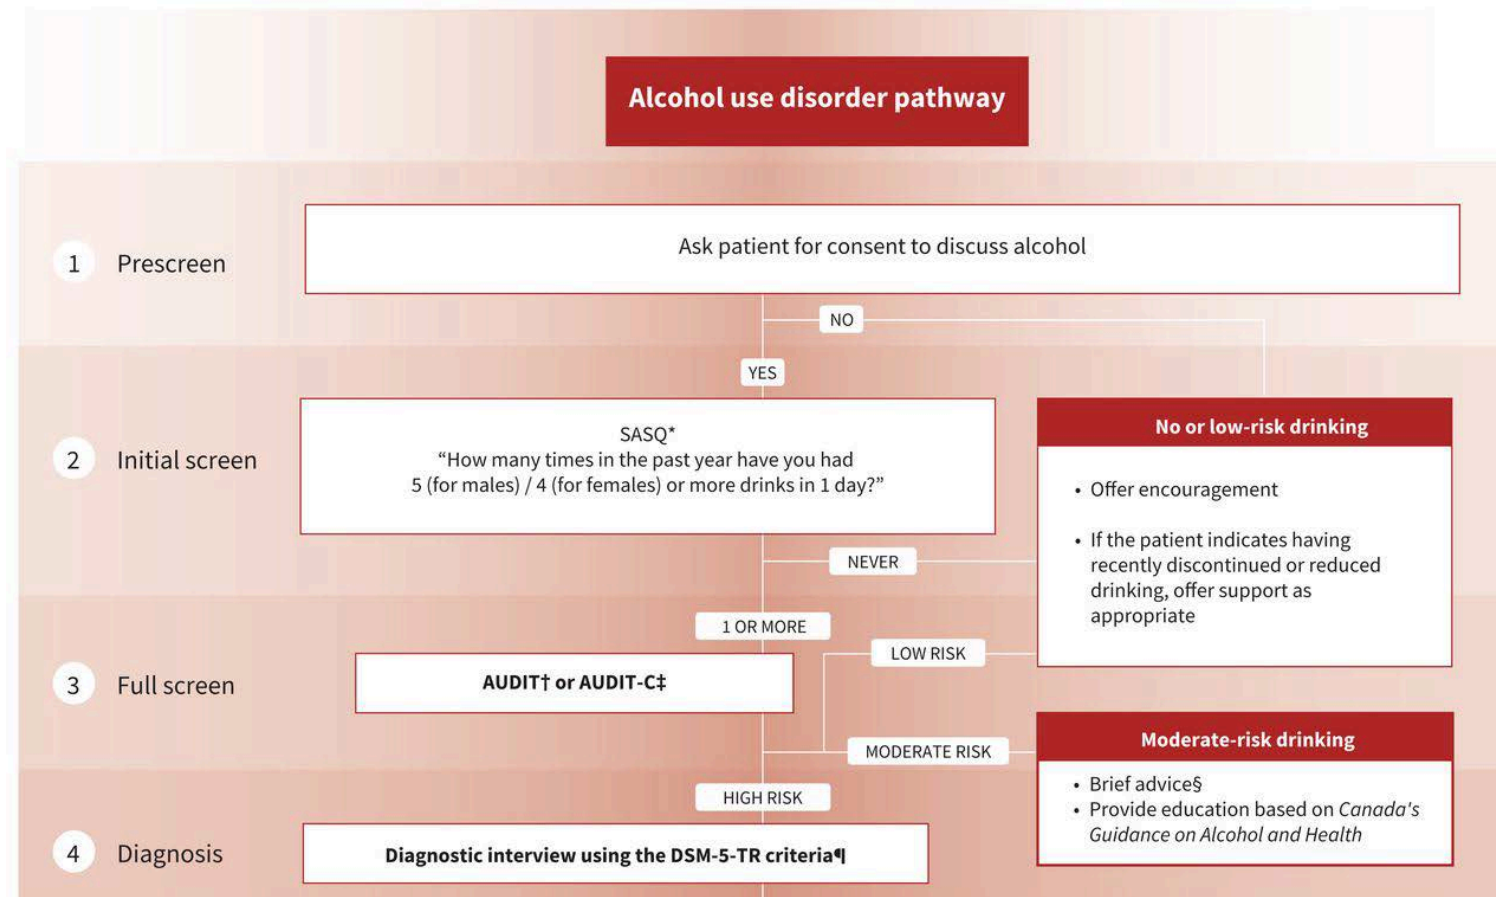 Alcohol use disorder pathway
1 Prescreen
Ask patient for consent to discuss alcohol
NO
YES
2 Initial screen
SASQ*
“How many times in the past year have you had
5 (for males) / 4 (for females) or more drinks in 1 day?”
No or low-risk drinking
• Offer encouragement
• If the patient indicates having
recently discontinued or reduced
drinking, offer support as
appropriate
NEVER
1 OR MORE
LOW RISK
3 Full screen
AUDIT† or AUDIT-C‡
MODERATE RISK
Moderate-risk drinking
• Brief advice§
• Provide education based on Canada's
Guidance on Alcohol and Health
HIGH RISK
4 Diagnosis
Diagnostic interview using the DSM-5-TR criteria¶